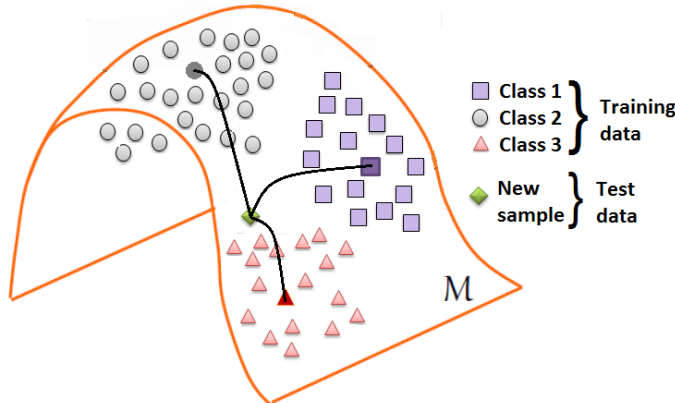 Class 1
Class 2
Class 3
Training
data
New
sample
Test
data
M